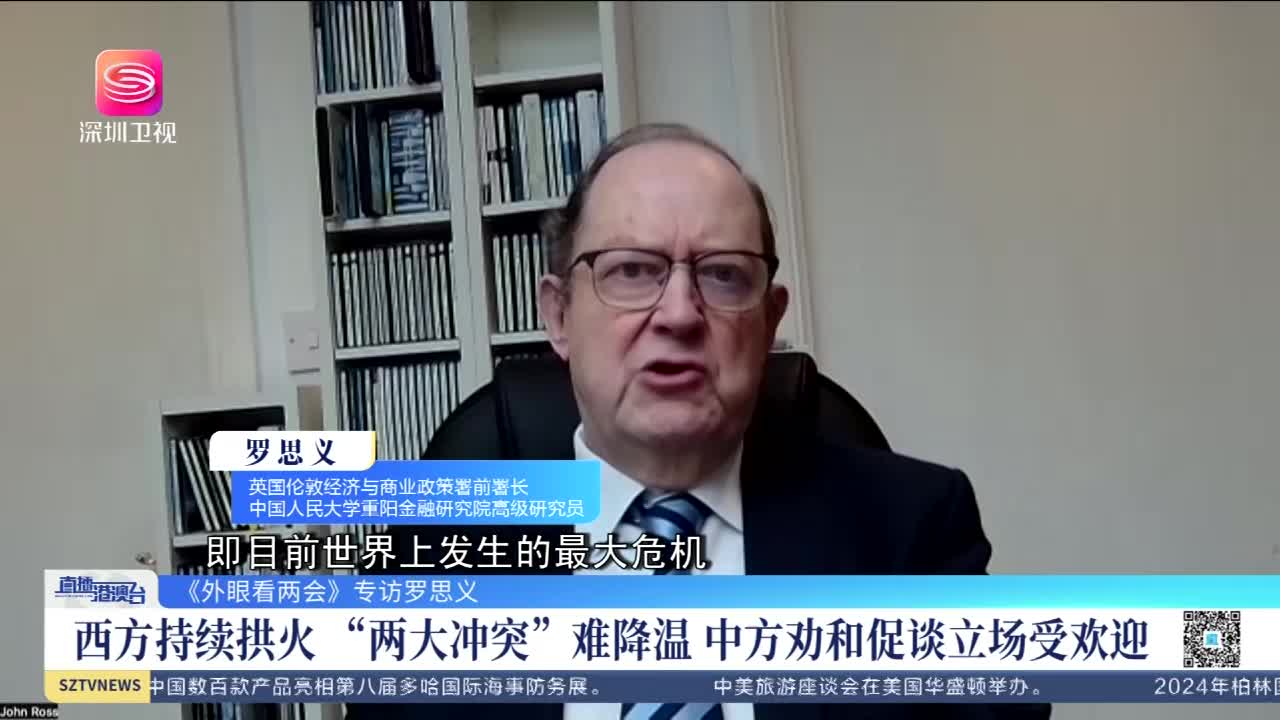 深圳卫视
罗思义
英国伦敦经济与商业政策署前署长
中国人民大学重阳金融研究院高级研究员
即目前世界上发生的最大危机
直播港澳台
《外眼看两会》专访罗思义
西方持续拱火 “两大冲突”难降温 中方劝和促谈立场受欢迎
SZTVNEWS
中国数百款产品亮相第八届多哈国际海事防务展。 中美旅游座谈会在美国华盛顿举办。 2024年柏林国
John Ross